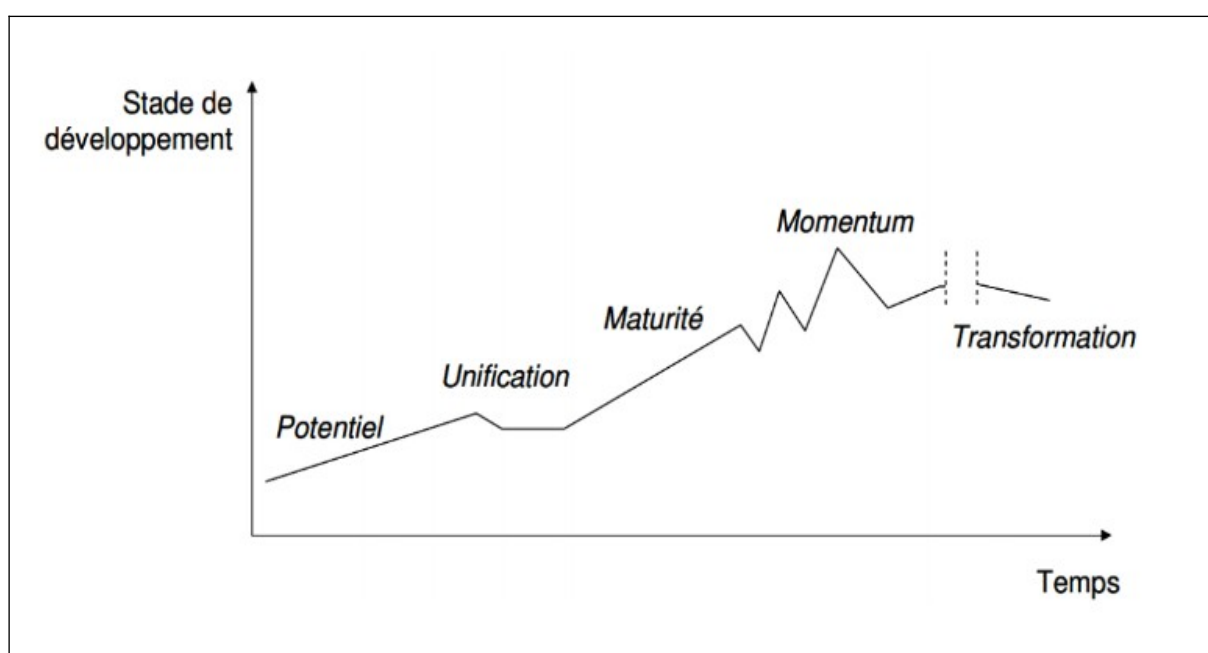 Stade de
développement
Momentum
Maturité
Transformation
Unification
Potentiel
Temps